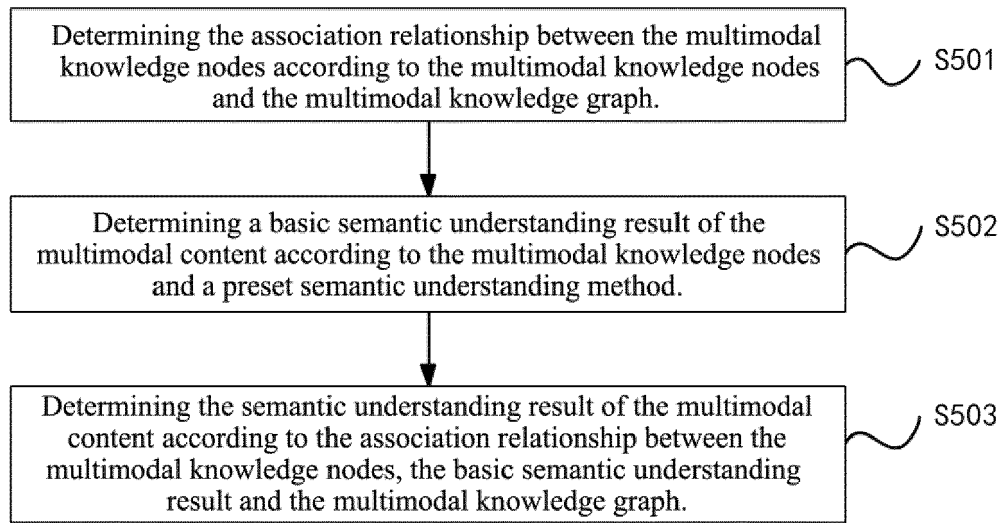 Determining the association relationship between the multimodal
knowledge nodes according to the multimodal knowledge nodes
and the multimodal knowledge graph.
S501
Determining a basic semantic understanding result of the
multimodal content according to the multimodal knowledge nodes
and a preset semantic understanding method.
S502
Determining the semantic understanding result of the multimodal
content according to the association relationship between the
multimodal knowledge nodes, the basic semantic understanding
result and the multimodal knowledge graph.
S503